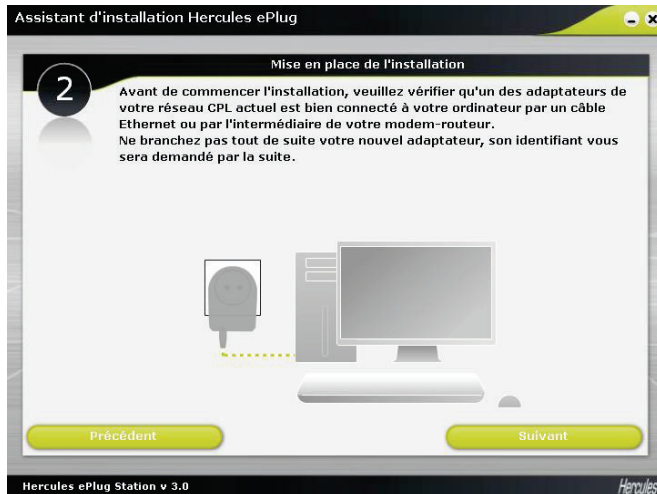 Assistant d'installation Hercules ePlug
Mise en place de l'installation
2
Avant de commencer l'installation, veuillez vérifier qu'un des adaptateurs de
votre réseau CPL actuel est bien connecté à votre ordinateur par un câble
Ethernet ou par l'intermédiaire de votre modem-routeur.
Ne branchez pas tout de suite votre nouvel adaptateur, son identifiant vous
sera demandé par la suite.
Précédent
Suivant
Hercules ePlug Station v 3.0
Hercules